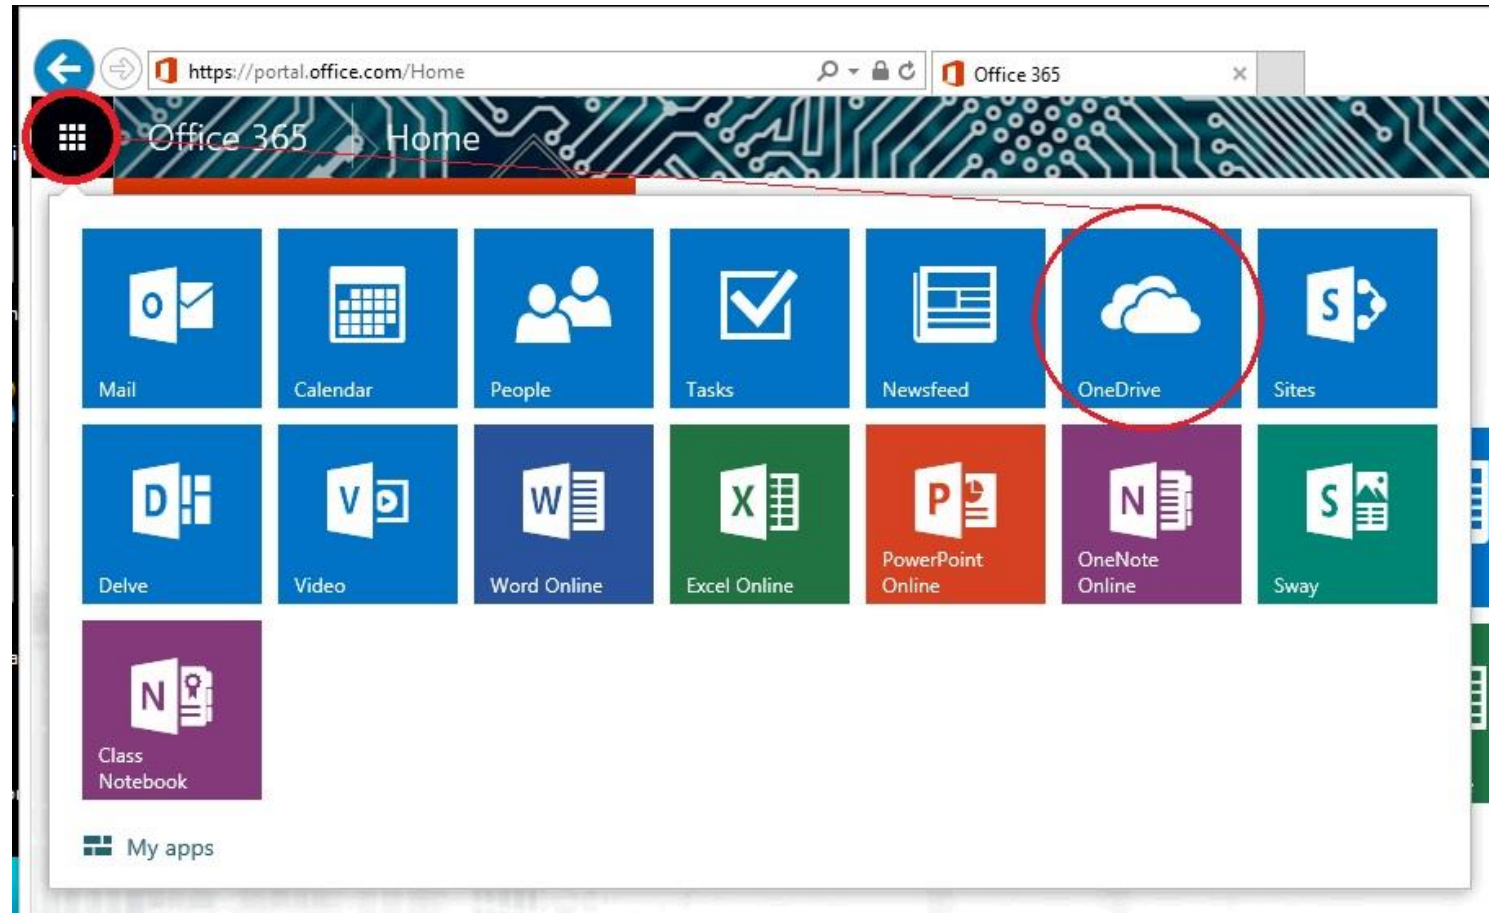 https://portal.office.com/Home
Office 365
Office 365
Home
Mail
Calendar
People
Tasks
Newsfeed
OneDrive
Sites
Delve
Video
Word Online
Excel Online
PowerPoint
Online
OneNote
Online
Sway
Class
Notebook
My apps